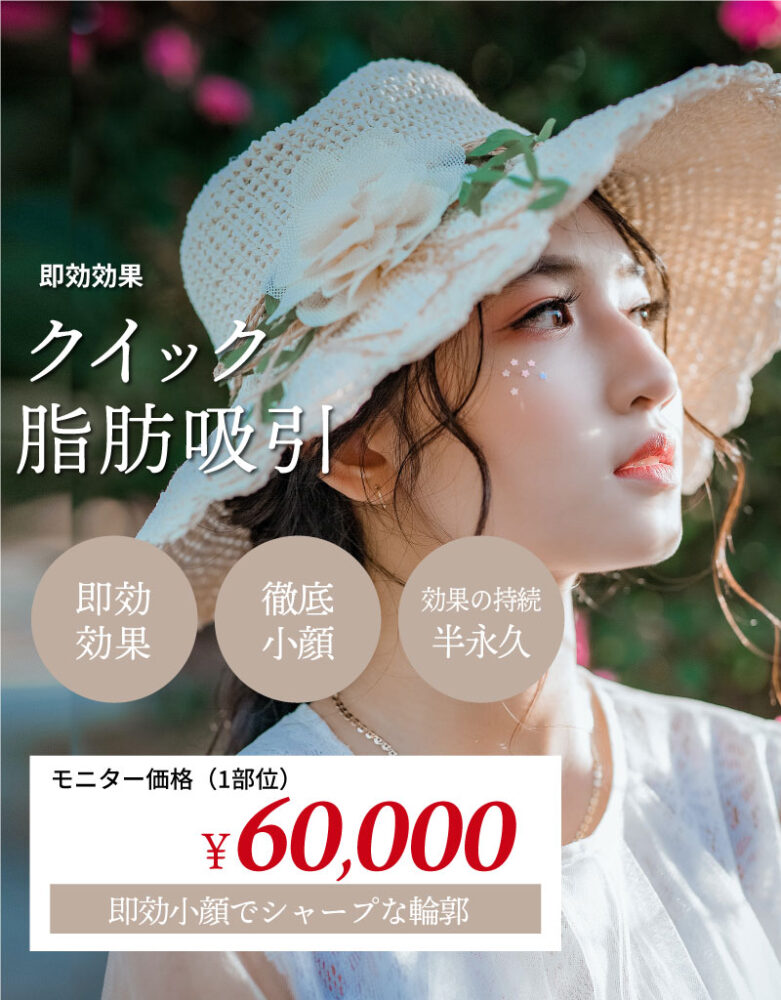 即効効果
クイック
脂肪吸引
即効
効果
徹底
小顔
効果の持続
半永久
モニター価格（1部位）
¥60,000
即効小顔でシャープな輪郭